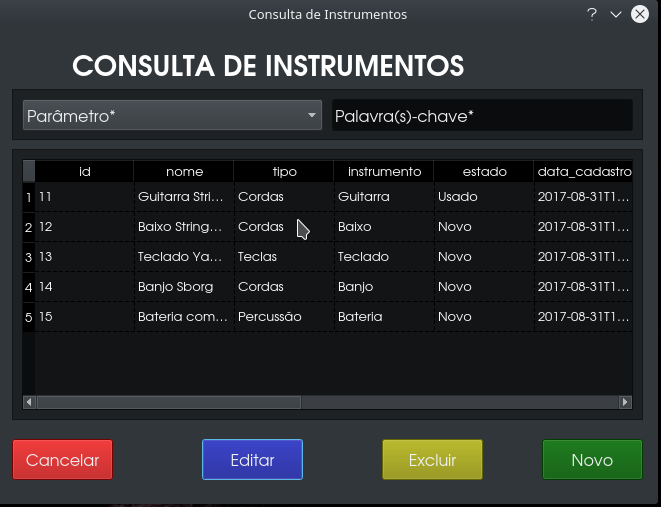 Consulta de Instrumentos
CONSULTA DE INSTRUMENTOS
Parâmetro* Palavra(s)-chave*
id nome tipo instrumento estado data_cadastro
1 11 Guitarra Stri... Cordas Guitarra Usado 2017-08-31T1...
2 12 Baixo String... Cordas Baixo Novo 2017-08-31T1...
3 13 Teclado Ya... Teclas Teclado Novo 2017-08-31T1...
4 14 Banjo Sborg Cordas Banjo Novo 2017-08-31T1...
5 15 Bateria com... Percussão Bateria Novo 2017-08-31T1...
Cancelar Editar Excluir Novo